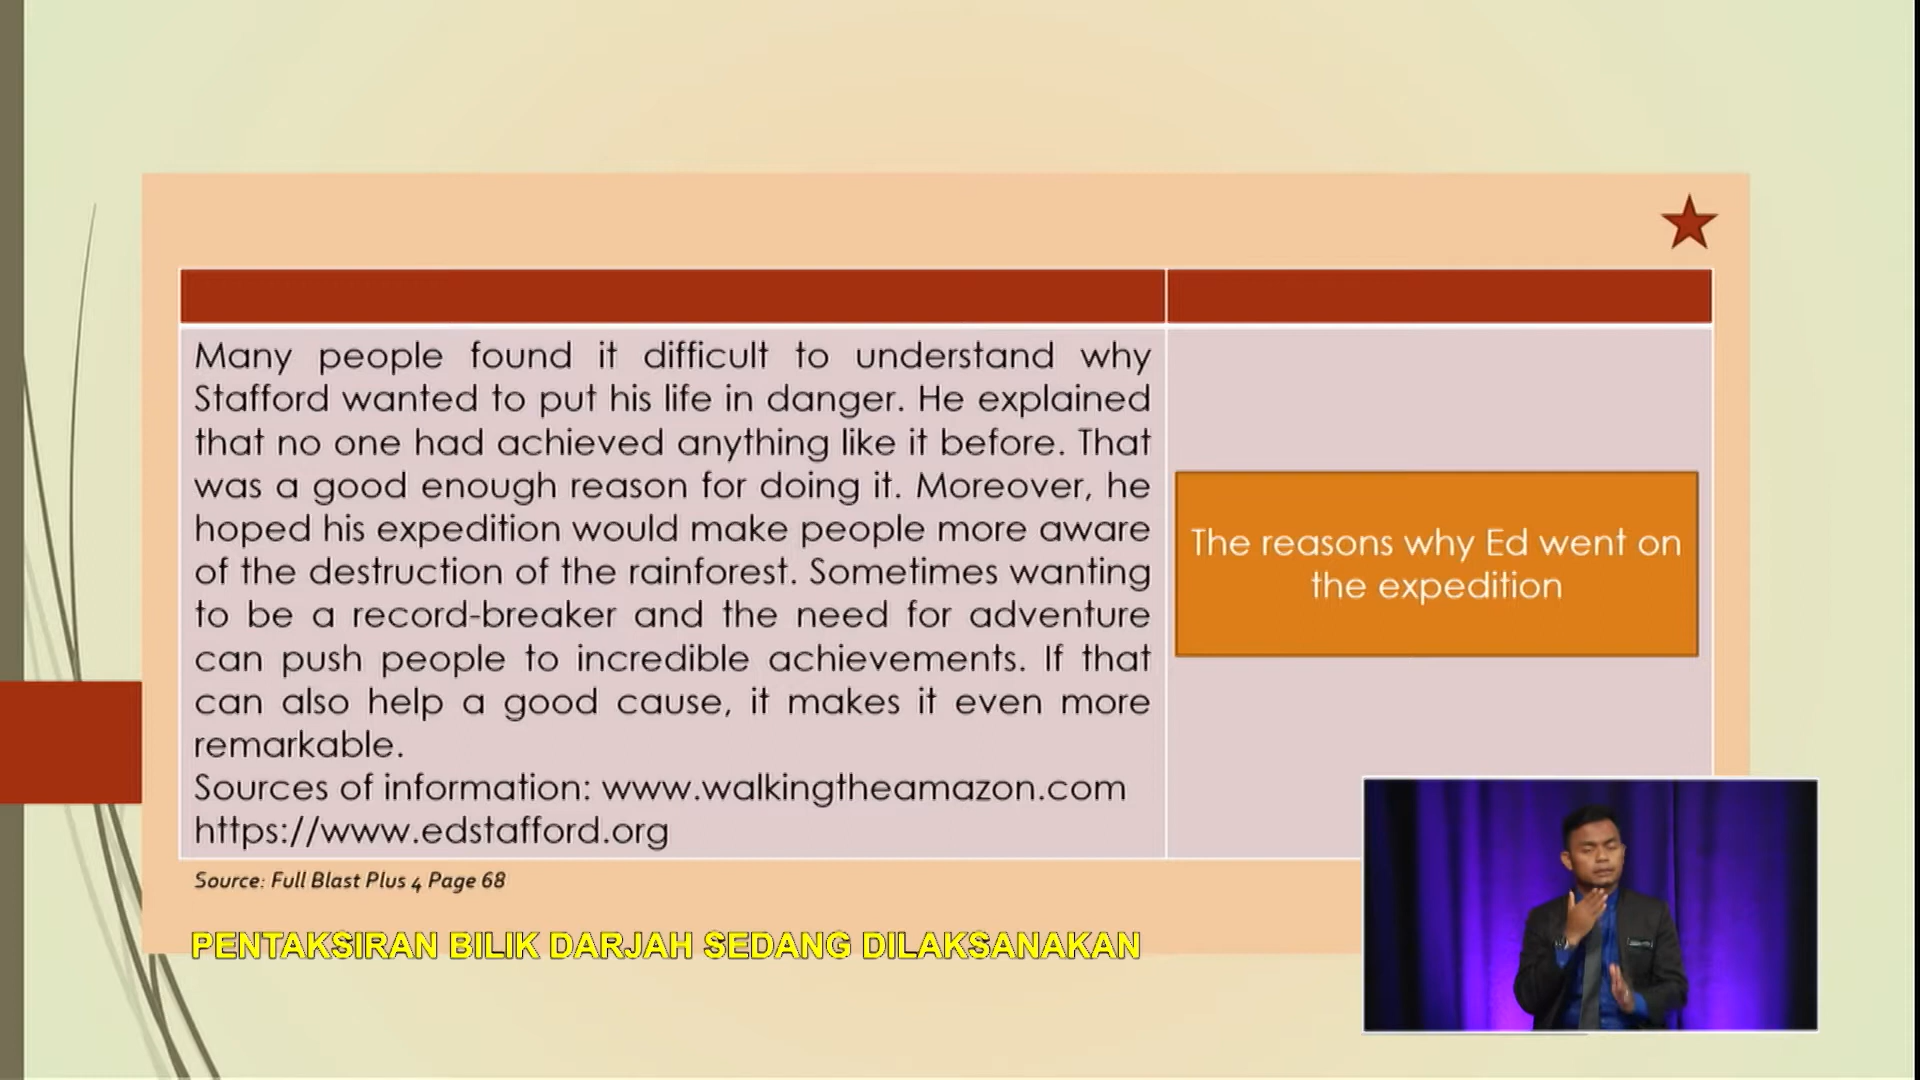 Many people found it difficult to understand why
Stafford wanted to put his life in danger. He explained
that no one had achieved anything like it before. That
was a good enough reason for doing it. Moreover, he
hoped his expedition would make people more aware
of the destruction of the rainforest. Sometimes wanting
to be a record-breaker and the need for adventure
can push people to incredible achievements. If that
can also help a good cause, it makes it even more
remarkable.
Sources of information: www.walkingtheamazon.com
https://www.edstafford.org
The reasons why Ed went on
the expedition
Source: Full Blast Plus 4 Page 68
PENTAKSIRAN BILIK DARJAH SEDANG DILAKSANAKAN